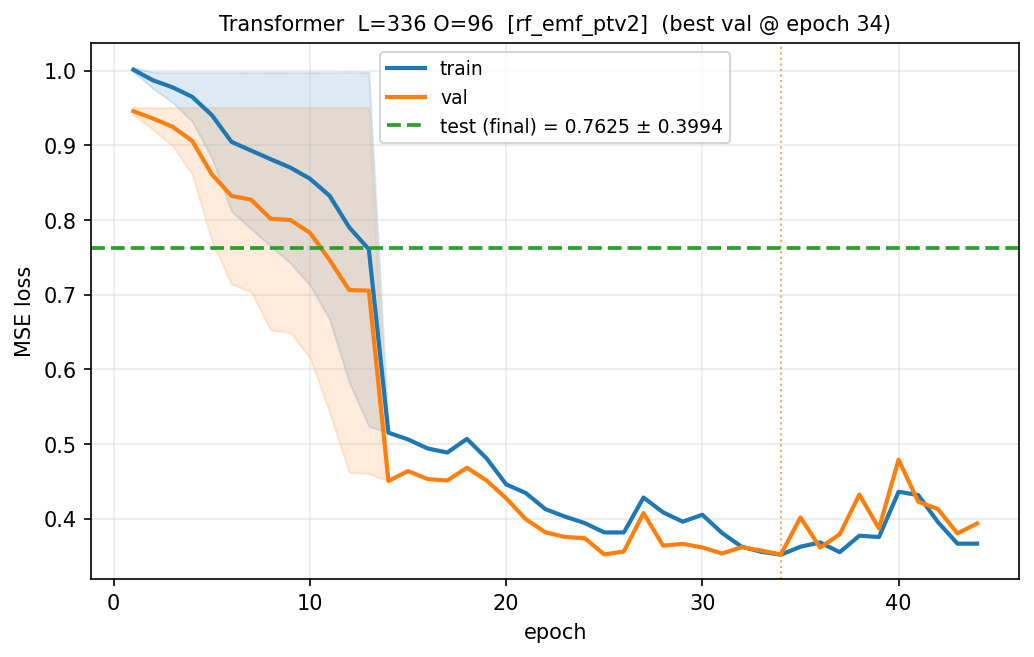 Transformer  L=336 O=96  [rf_emf_ptv2]  (best val @ epoch 34)
train
val
test (final) = 0.7625 ± 0.3994
MSE loss
1.0
0.9
0.8
0.7
0.6
0.5
0.4
0
10
20
30
40
epoch